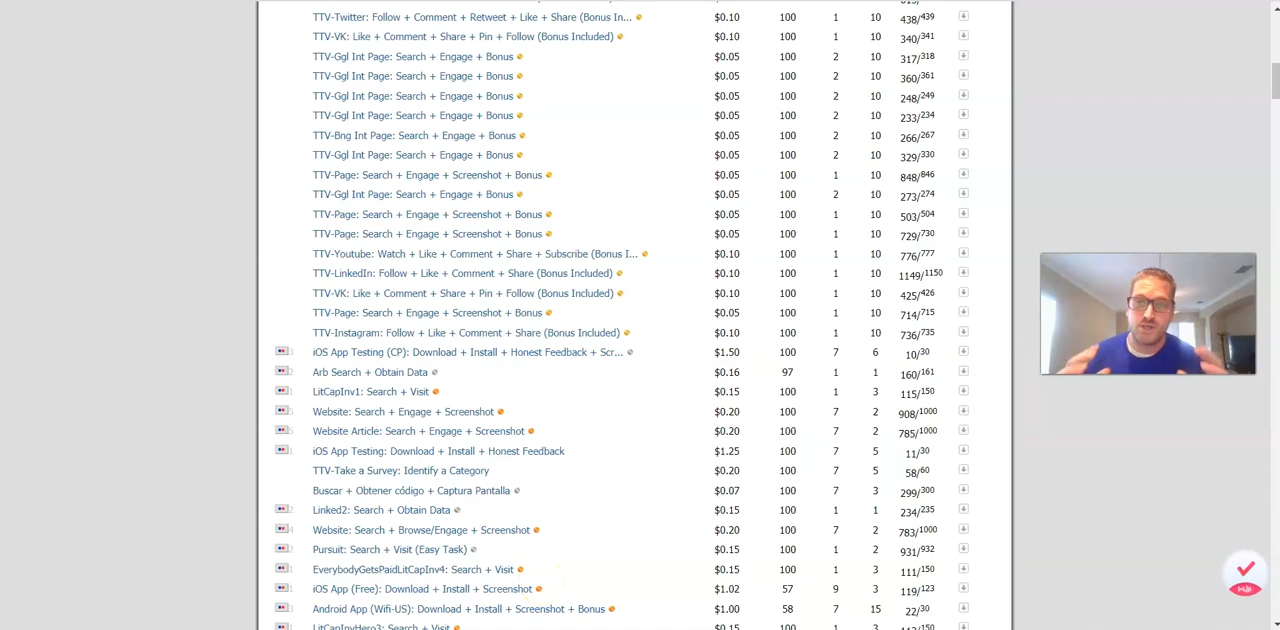 TTV-Twitter: Follow + Comment + Retweet + Like + Share (Bonus In... $0.10 100 1 10 438/439
TTV-VK: Like + Comment + Share + Pin + Follow (Bonus Included) $0.10 100 1 10 340/341
TTV-Ggl Int Page: Search + Engage + Bonus $0.05 100 2 10 317/318
TTV-Ggl Int Page: Search + Engage + Bonus $0.05 100 2 10 360/361
TTV-Ggl Int Page: Search + Engage + Bonus $0.05 100 2 10 248/249
TTV-Ggl Int Page: Search + Engage + Bonus $0.05 100 2 10 233/234
TTV-Bng Int Page: Search + Engage + Bonus $0.05 100 2 10 266/267
TTV-Ggl Int Page: Search + Engage + Bonus $0.05 100 2 10 329/330
TTV-Page: Search + Engage + Screenshot + Bonus $0.05 100 1 10 848/846
TTV-Ggl Int Page: Search + Engage + Bonus $0.05 100 2 10 273/274
TTV-Page: Search + Engage + Screenshot + Bonus $0.05 100 1 10 503/504
TTV-Page: Search + Engage + Screenshot + Bonus $0.05 100 1 10 729/730
TTV-Youtube: Watch + Like + Comment + Share + Subscribe (Bonus I... $0.10 100 1 10 776/777
TTV-LinkedIn: Follow + Like + Comment + Share (Bonus Included) $0.10 100 1 10 1149/1150
TTV-VK: Like + Comment + Share + Pin + Follow (Bonus Included) $0.10 100 1 10 425/426
TTV-Page: Search + Engage + Screenshot + Bonus $0.05 100 1 10 714/715
TTV-Instagram: Follow + Like + Comment + Share (Bonus Included) $0.10 100 1 10 736/735
iOS App Testing (CP): Download + Install + Honest Feedback + Scr... $1.50 100 7 6 10/30
Arb Search + Obtain Data $0.16 97 1 1 160/161
LitCapInv1: Search + Visit $0.15 100 1 3 115/150
Website: Search + Engage + Screenshot $0.20 100 7 2 908/1000
Website Article: Search + Engage + Screenshot $0.20 100 7 2 785/1000
iOS App Testing: Download + Install + Honest Feedback $1.25 100 7 5 11/30
TTV-Take a Survey: Identify a Category $0.20 100 7 5 58/60
Buscar + Obtener código + Captura Pantalla $0.07 100 7 3 299/300
Linked2: Search + Obtain Data $0.15 100 1 1 234/235
Website: Search + Browse/Engage + Screenshot $0.20 100 7 2 783/1000
Pursuit: Search + Visit (Easy Task) $0.15 100 1 2 931/932
EverybodyGetsPaidLitCapInv4: Search + Visit $0.15 100 1 3 111/150
iOS App (Free): Download + Install + Screenshot $1.02 57 9 3 119/123
Android App (Wifi-US): Download + Install + Screenshot + Bonus $1.00 58 7 15 22/30
LitCapInvHero3: Search + Visit $0.15 100 1 3